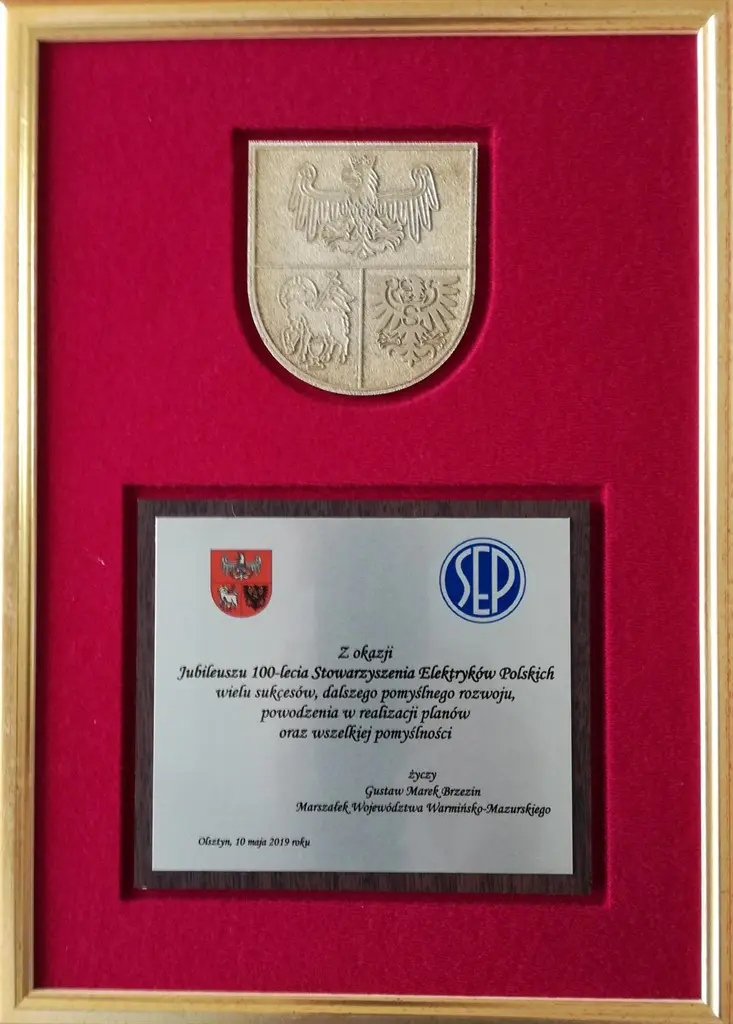 SEP
Z okazji
Jubileuszu 100-lecia Stowarzyszenia Elektryków Polskich
wielu sukcesów, dalszego pomyślnego rozwoju,
powodzenia w realizacji planów
oraz wszelkiej pomyślności
życzy
Gustaw Marek Brzezin
Marszałek Województwa Warmińsko-Mazurskiego
Olsztyn, 10 maja 2019 roku